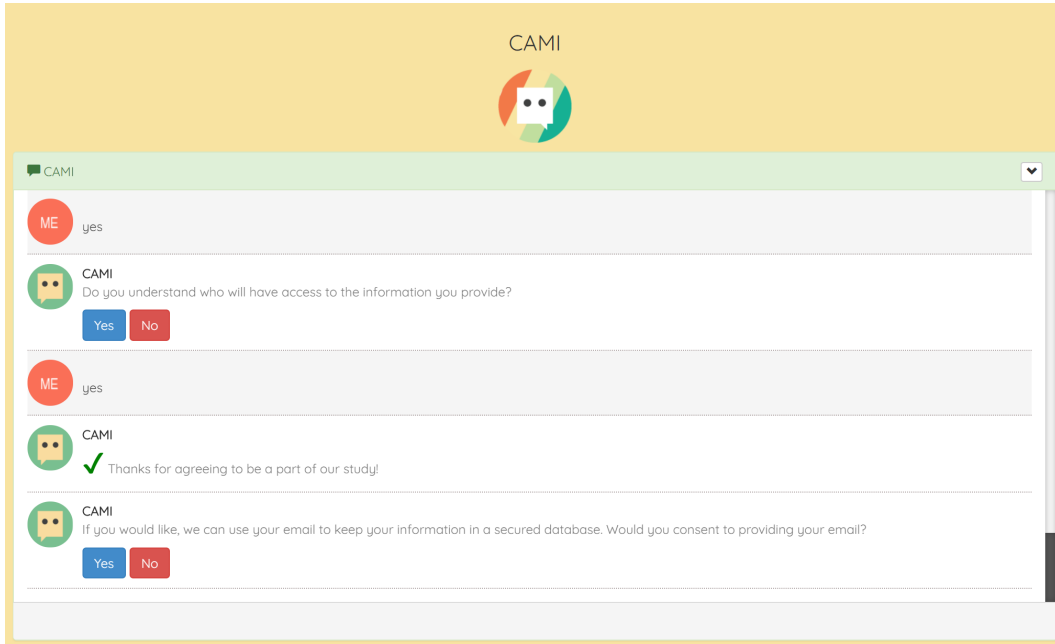 CAMI
CAMI
ME
yes
CAMI
Do you understand who will have access to the information you provide?
Yes No
ME
yes
CAMI
Thanks for agreeing to be a part of our study!
CAMI
If you would like, we can use your email to keep your information in a secured database. Would you consent to providing your email?
Yes No